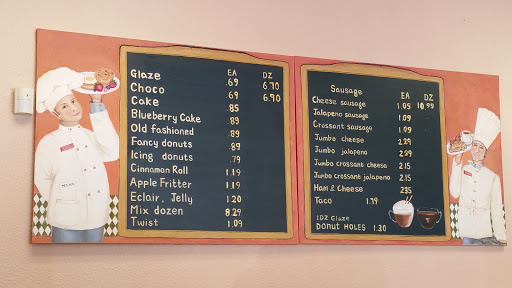 EA DZ
Glaze .69 6.70
Choco .69 6.90
Cake .85
Blueberry Cake .89
Old fashioned .89
Fancy donuts .89
Icing donuts .79
Cinnamon Roll 1.19
Apple Fritter 1.19
Eclair, Jelly 1.20
Mix dozen 8.29
Twist 1.09
Sausage EA DZ
Cheese sausage 1.05 10.99
Jalapeno sausage 1.09
Crossant sausage 1.09
Jumbo cheese 2.29
Jumbo jalapeno 2.29
Jumbo crossant cheese 2.15
Jumbo crossant jalapeno 2.15
Ham & Cheese 2.35
Taco 1.79
1DZ Glaze
DONUT HOLES 1.30